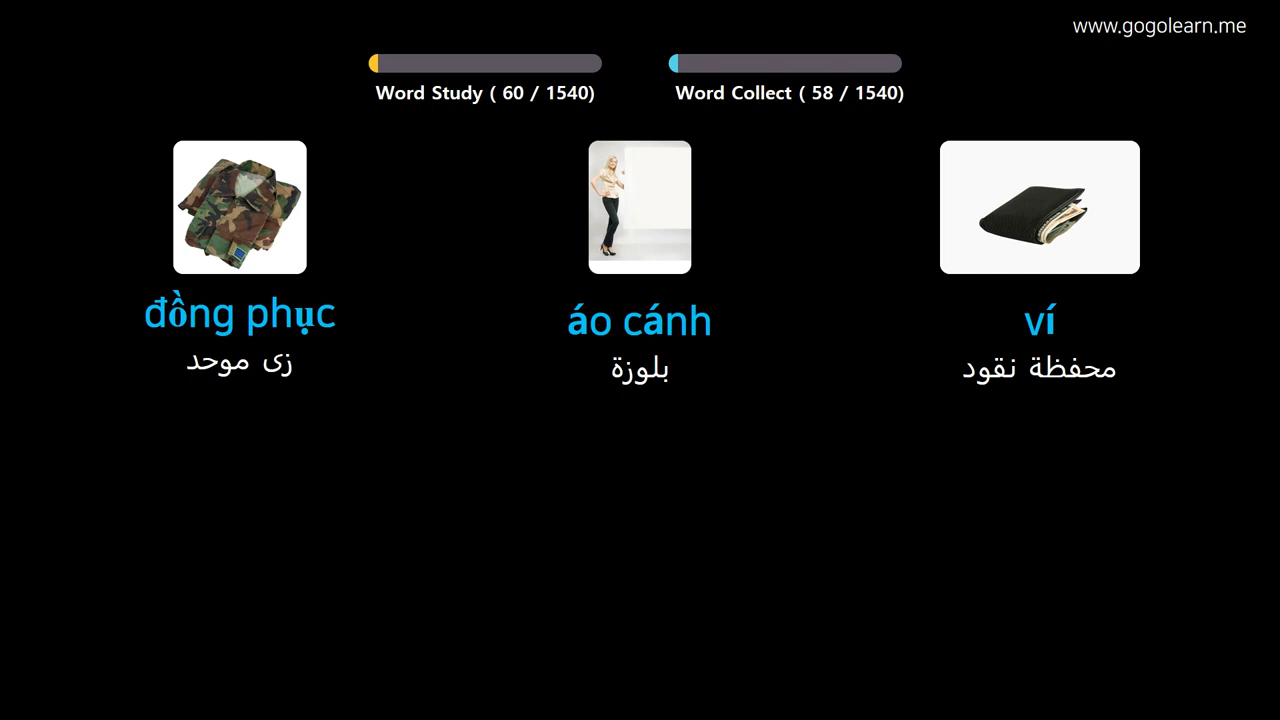 www.gogolearn.me
Word Study ( 60 / 1540)
Word Collect ( 58 / 1540)
đồng phục
زى موحد
áo cánh
بلوزة
ví
محفظة نقود